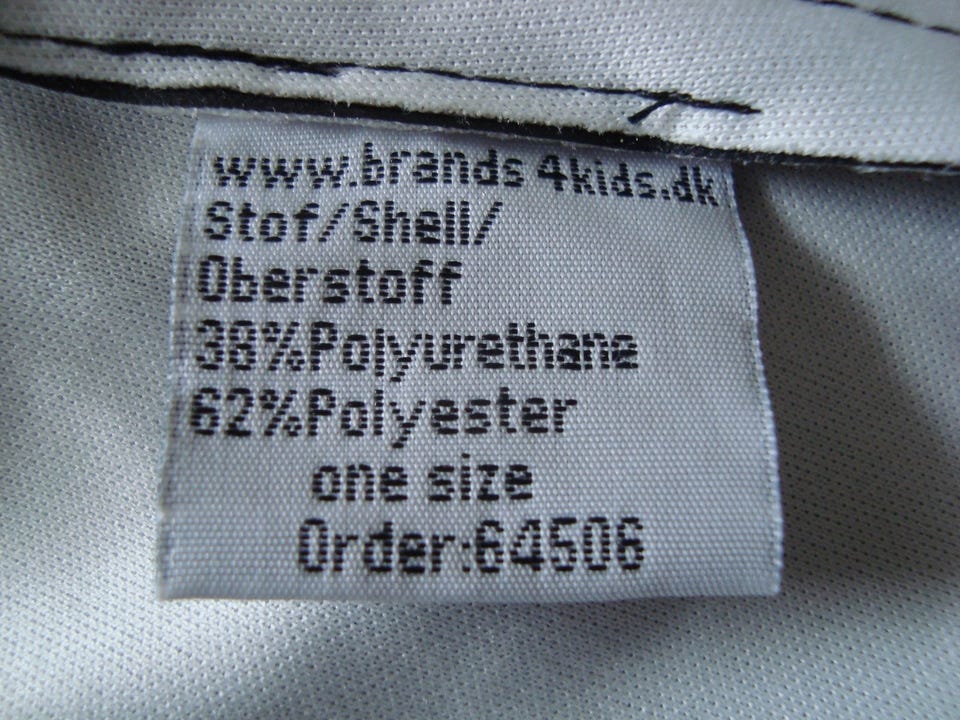 www.brands4kids.dk
Stof/Shell/
Oberstoff
38%Polyurethane
62%Polyester
one size
Order:64506